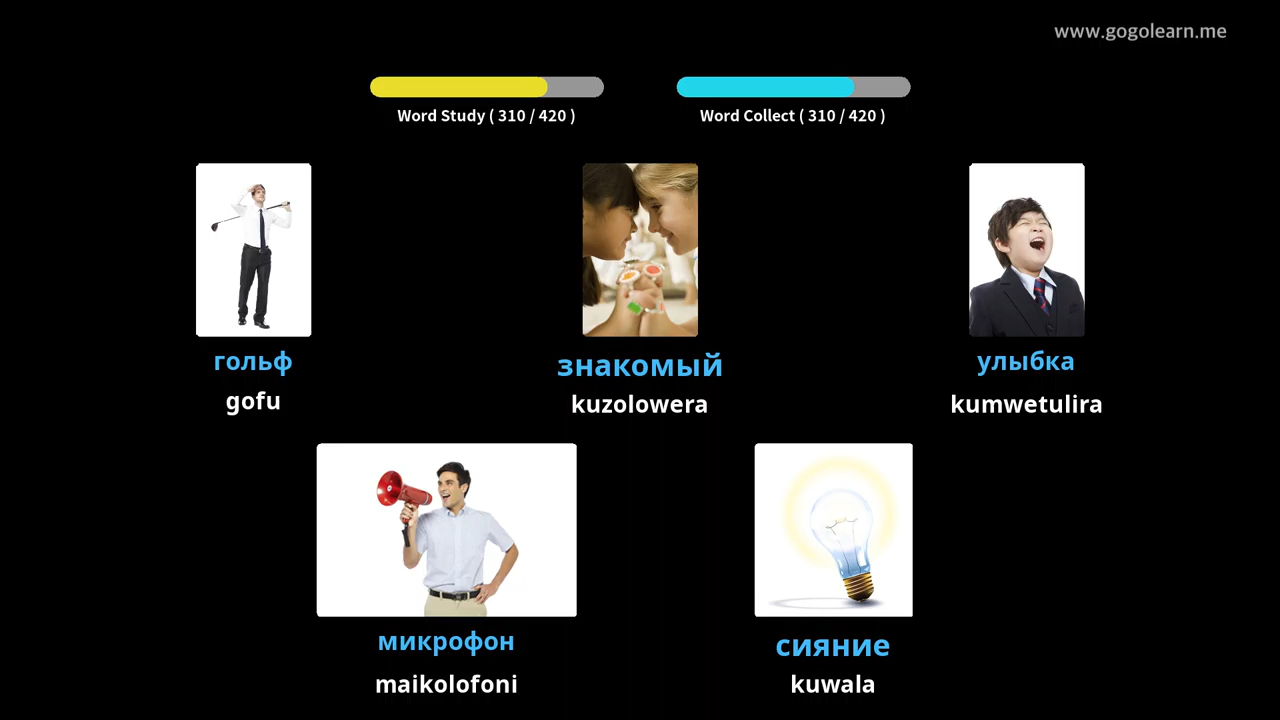 www.gogolearn.me
Word Study ( 310 / 420 )
Word Collect ( 310 / 420 )
гольф
gofu
знакомый
kuzolowera
улыбка
kumwetulira
микрофон
maikolofoni
сияние
kuwala